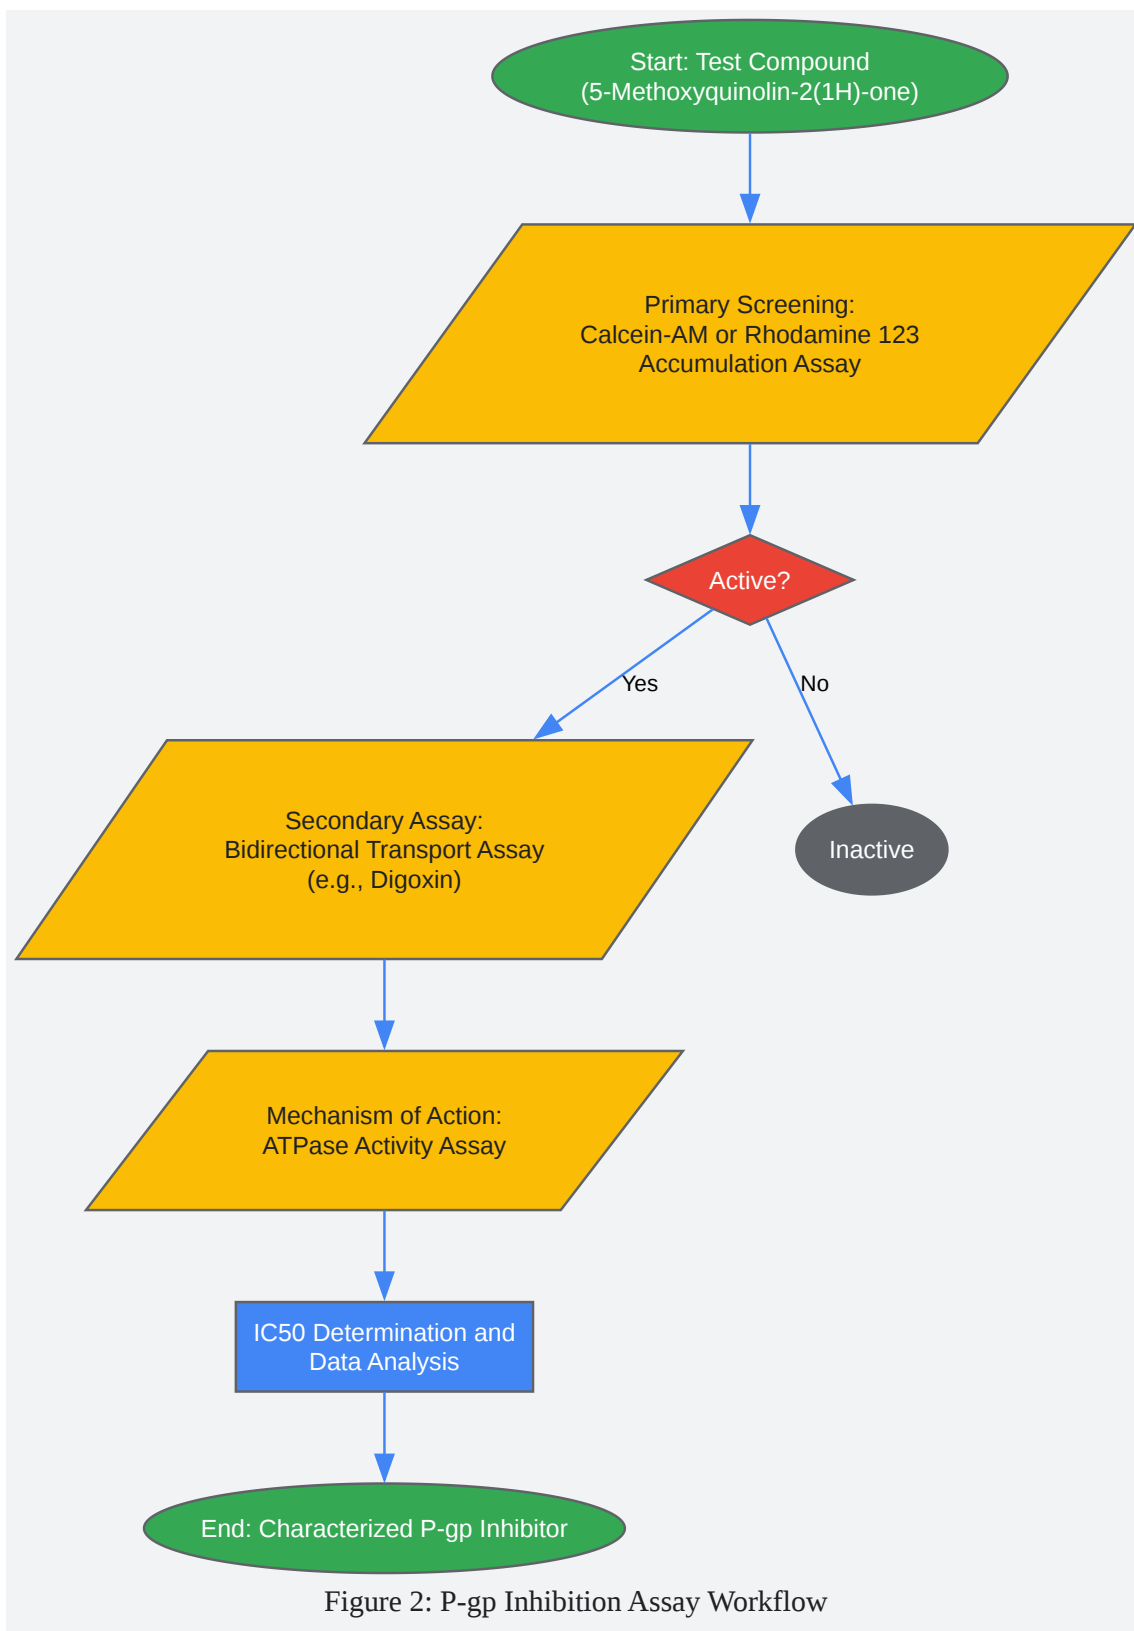 Start: Test Compound
(5-Methoxyquinolin-2(1H)-one)
Primary Screening:
Calcein-AM or Rhodamine 123
Accumulation Assay
Active?
Yes
No
Secondary Assay:
Bidirectional Transport Assay
(e.g., Digoxin)
Inactive
Mechanism of Action:
ATPase Activity Assay
IC50 Determination and
Data Analysis
End: Characterized P-gp Inhibitor
Figure 2: P-gp Inhibition Assay Workflow